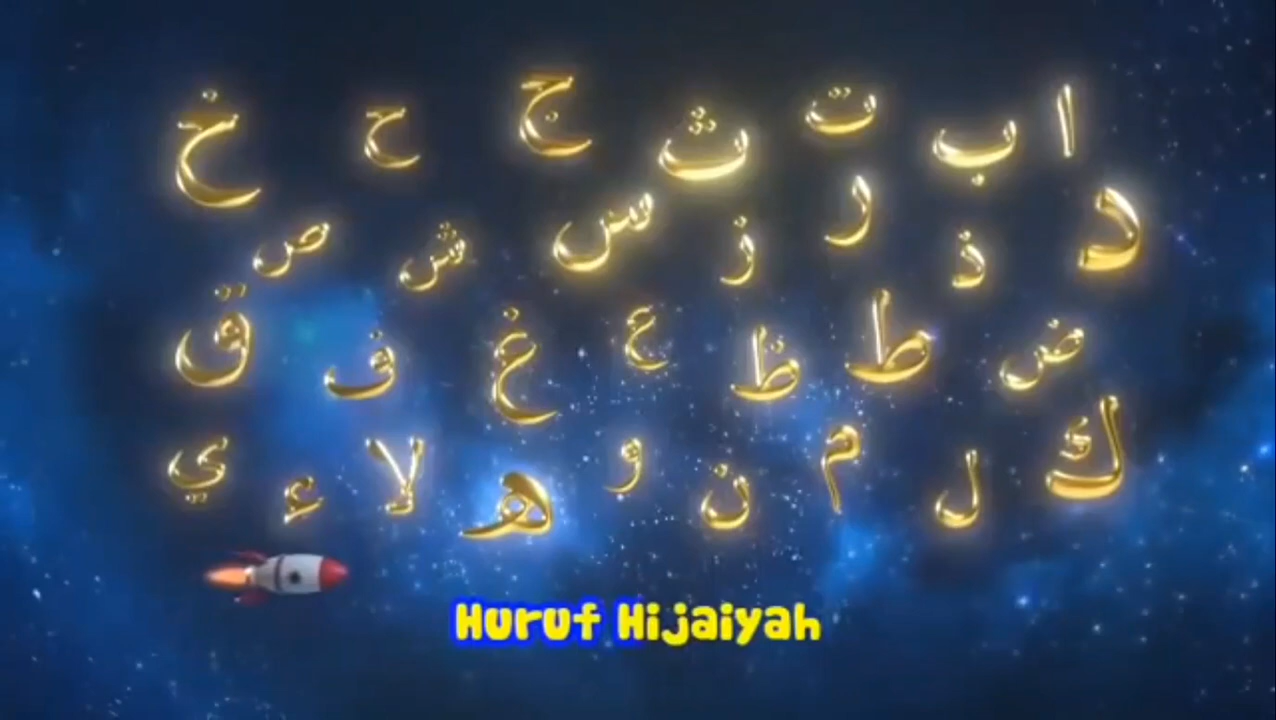 ا ب ت ث ج ح خ
د ذ ر ز س ش ص
ض ط ظ ع غ ف ق
ك ل م ن و ه لا ء ي
Huruf Hijaiyah